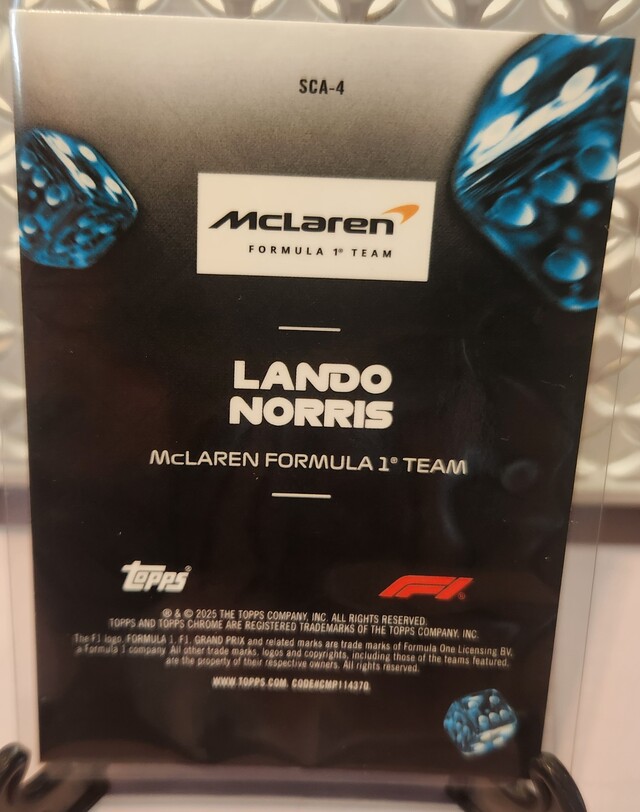 SCA-4
McLaren
FORMULA 1® TEAM
LANDO
NORRIS
McLAREN FORMULA 1® TEAM
Topps®
F1®
® & © 2025 THE TOPPS COMPANY, INC. ALL RIGHTS RESERVED.
TOPPS AND TOPPS CHROME ARE REGISTERED TRADEMARKS OF THE TOPPS COMPANY, INC.
The F1 logo, FORMULA 1, F1, GRAND PRIX and related marks are trade marks of Formula One Licensing BV,
a Formula 1 company. All other trade marks, logos and copyrights, including those of the teams featured,
are the property of their respective owners. All rights reserved.
WWW.TOPPS.COM. CODE#CMP114370